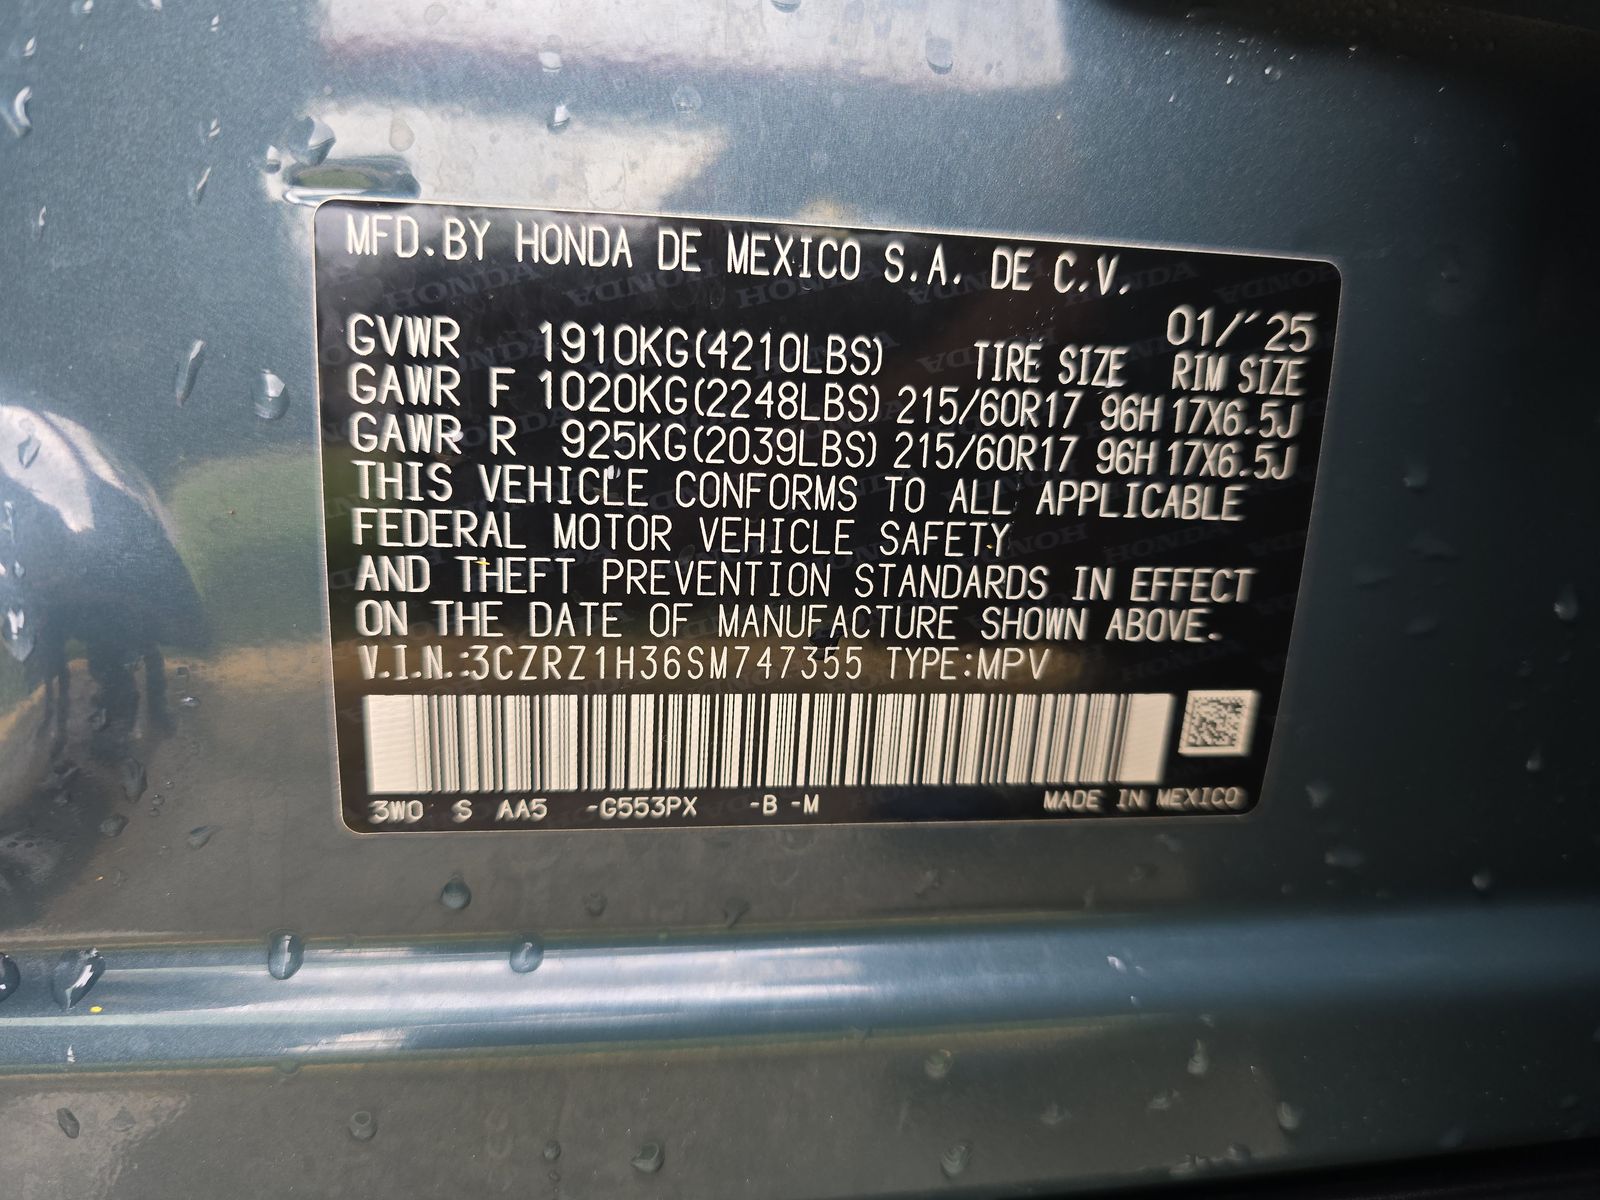 MFD.BY HONDA DE MEXICO S.A. DE C.V.
01/'25
GVWR 1910KG(4210LBS) TIRE SIZE RIM SIZE
GAWR F 1020KG(2248LBS) 215/60R17 96H 17X6.5J
GAWR R 925KG(2039LBS) 215/60R17 96H 17X6.5J
THIS VEHICLE CONFORMS TO ALL APPLICABLE
FEDERAL MOTOR VEHICLE SAFETY
AND THEFT PREVENTION STANDARDS IN EFFECT
ON THE DATE OF MANUFACTURE SHOWN ABOVE.
V.I.N.:3CZRZ1H36SM747355 TYPE:MPV
3W0 S AA5 -G553PX -B -M MADE IN MEXICO